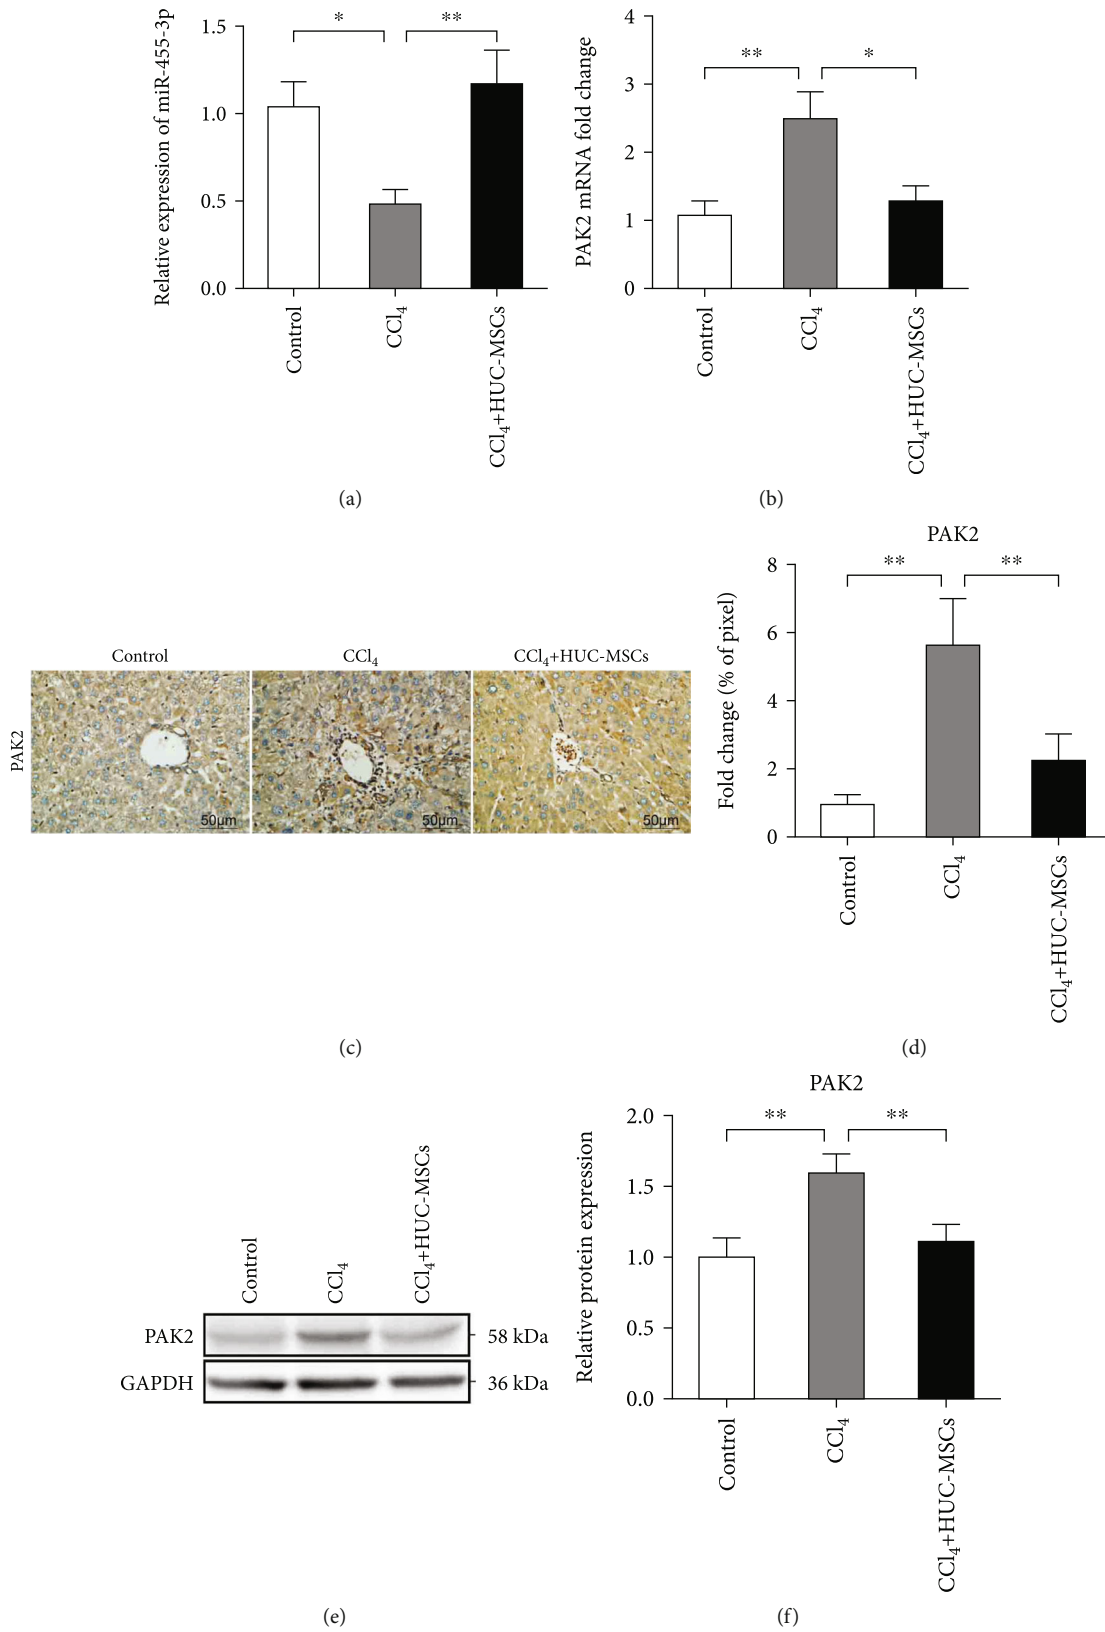 Relative expression of miR-455-3p
1.5
1.0
0.5
0.0
*
**
Control
CCl4
CCl4+HUC-MSCs
(a)
PAK2 mRNA fold change
4
3
2
1
0
**
*
Control
CCl4
CCl4+HUC-MSCs
(b)
Control
CCl4
CCl4+HUC-MSCs
PAK2
50μm
50μm
50μm
(c)
PAK2
Fold change (% of pixel)
8
6
4
2
0
**
**
Control
CCl4
CCl4+HUC-MSCs
(d)
Control
CCl4
CCl4+HUC-MSCs
PAK2
58 kDa
GAPDH
36 kDa
(e)
PAK2
Relative protein expression
2.0
1.5
1.0
0.5
0.0
**
**
Control
CCl4
CCl4+HUC-MSCs
(f)